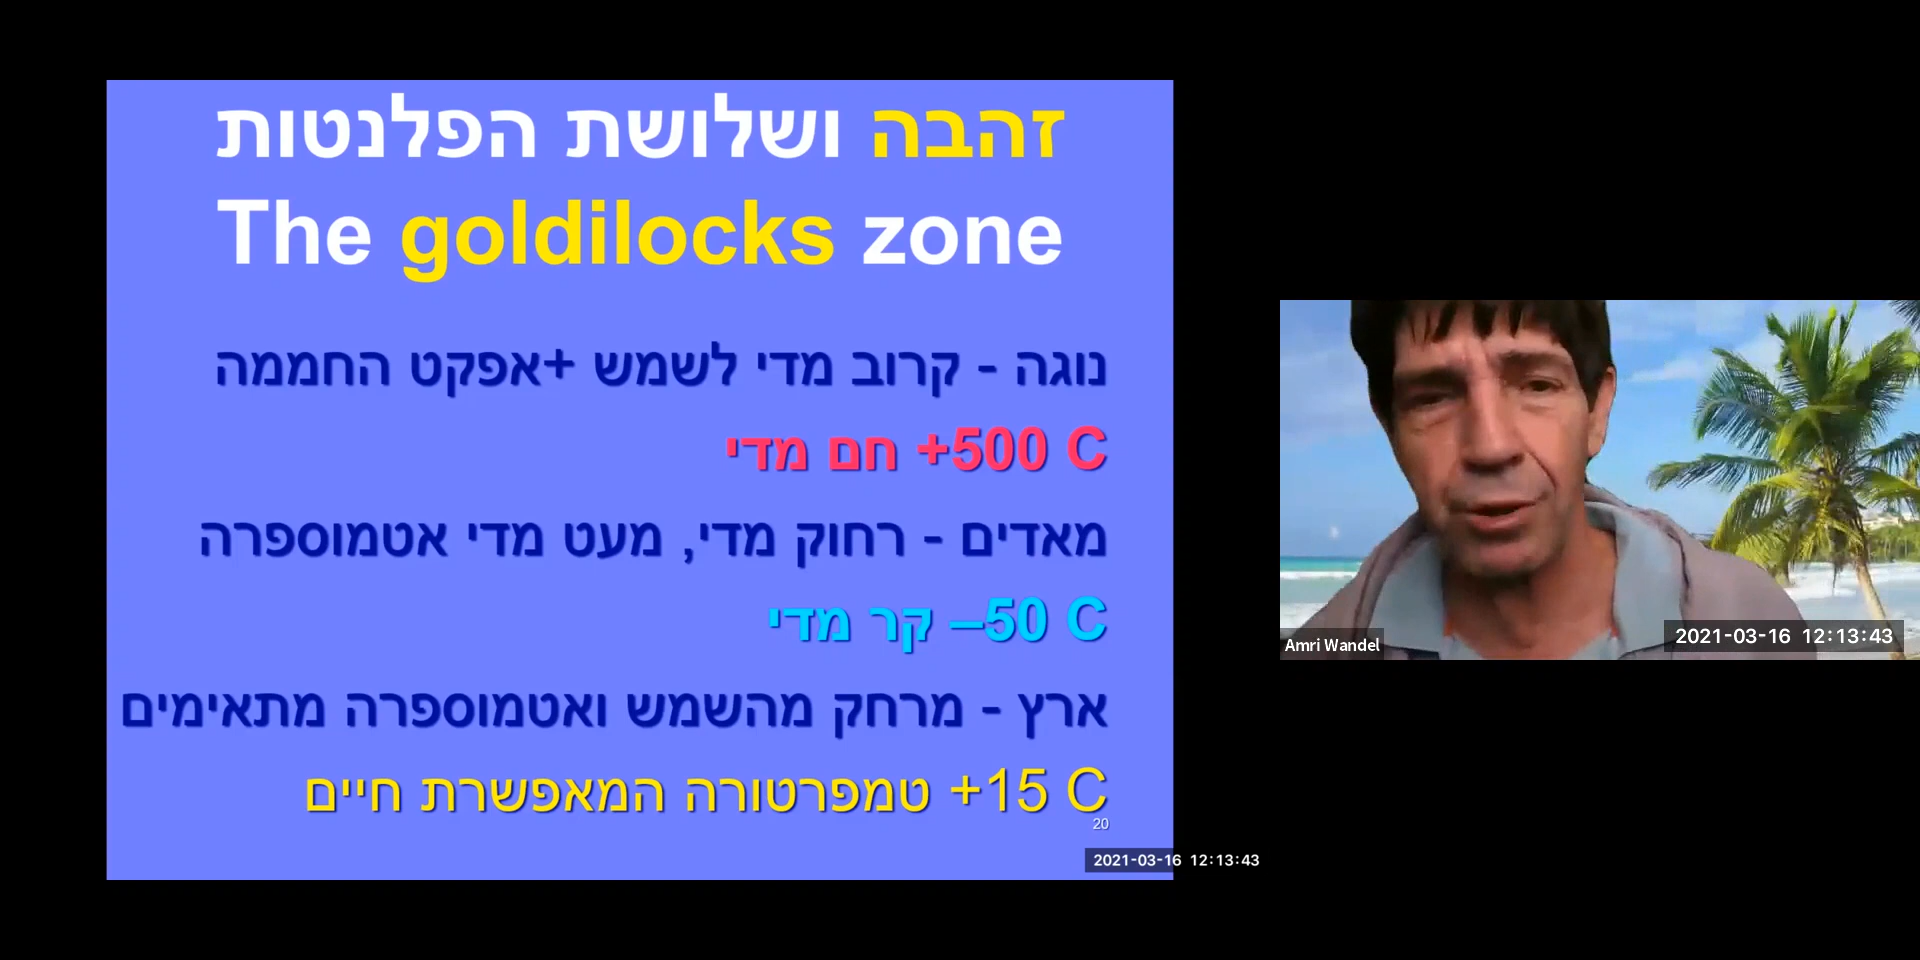 זהבה ושלושת הפלנטות
The goldilocks zone
נוגה - קרוב מדי לשמש +אפקט החממה
+500 C חם מדי
מאדים - רחוק מדי, מעט מדי אטמוספרה
–50 C קר מדי
ארץ - מרחק מהשמש ואטמוספרה מתאימים
+15 C טמפרטורה המאפשרת חיים
20
2021-03-16 12:13:43
Amri Wandel
2021-03-16 12:13:43